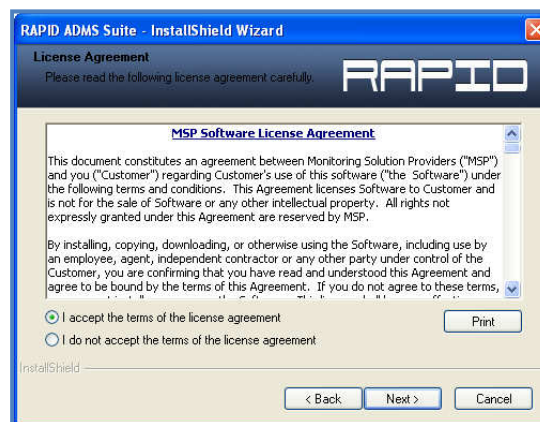 RAPID ADMS Suite - InstallShield Wizard
License Agreement
Please read the following license agreement carefully.
RAPID
MSP Software License Agreement
This document constitutes an agreement between Monitoring Solution Providers ("MSP")
and you ("Customer") regarding Customer's use of this software ("the Software") under
the following terms and conditions. This Agreement licenses Software to Customer and
is not for the sale of Software or any other intellectual property. All rights not
expressly granted under this Agreement are reserved by MSP.
By installing, copying, downloading, or otherwise using the Software, including use by
an employee, agent, independent contractor or any other party under control of the
Customer, you are confirming that you have read and understood this Agreement and
agree to be bound by the terms of this Agreement. If you do not agree to these terms,
I accept the terms of the license agreement
Print
I do not accept the terms of the license agreement
InstallShield
< Back
Next >
Cancel